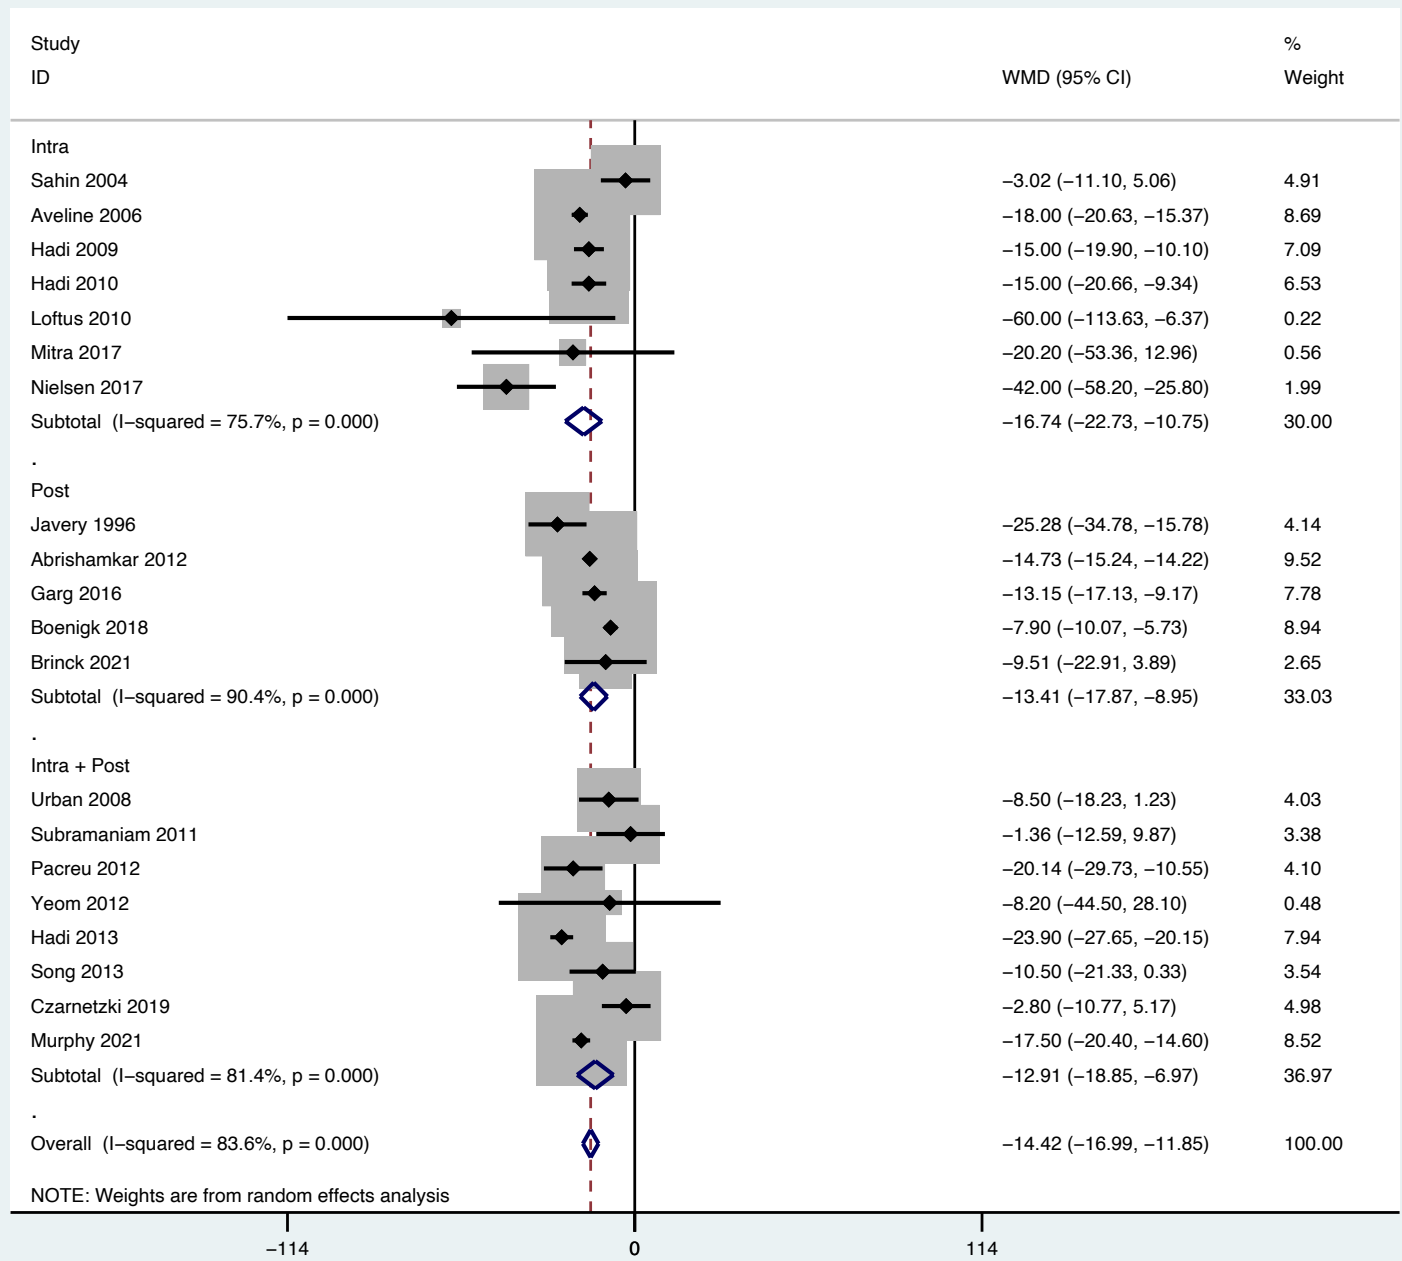 Study %
ID WMD (95% CI) Weight
Intra
Sahin 2004 −3.02 (−11.10, 5.06) 4.91
Aveline 2006 −18.00 (−20.63, −15.37) 8.69
Hadi 2009 −15.00 (−19.90, −10.10) 7.09
Hadi 2010 −15.00 (−20.66, −9.34) 6.53
Loftus 2010 −60.00 (−113.63, −6.37) 0.22
Mitra 2017 −20.20 (−53.36, 12.96) 0.56
Nielsen 2017 −42.00 (−58.20, −25.80) 1.99
Subtotal (I−squared = 75.7%, p = 0.000) −16.74 (−22.73, −10.75) 30.00
.
Post
Javery 1996 −25.28 (−34.78, −15.78) 4.14
Abrishamkar 2012 −14.73 (−15.24, −14.22) 9.52
Garg 2016 −13.15 (−17.13, −9.17) 7.78
Boenigk 2018 −7.90 (−10.07, −5.73) 8.94
Brinck 2021 −9.51 (−22.91, 3.89) 2.65
Subtotal (I−squared = 90.4%, p = 0.000) −13.41 (−17.87, −8.95) 33.03
.
Intra + Post
Urban 2008 −8.50 (−18.23, 1.23) 4.03
Subramaniam 2011 −1.36 (−12.59, 9.87) 3.38
Pacreu 2012 −20.14 (−29.73, −10.55) 4.10
Yeom 2012 −8.20 (−44.50, 28.10) 0.48
Hadi 2013 −23.90 (−27.65, −20.15) 7.94
Song 2013 −10.50 (−21.33, 0.33) 3.54
Czarnetzki 2019 −2.80 (−10.77, 5.17) 4.98
Murphy 2021 −17.50 (−20.40, −14.60) 8.52
Subtotal (I−squared = 81.4%, p = 0.000) −12.91 (−18.85, −6.97) 36.97
.
Overall (I−squared = 83.6%, p = 0.000) −14.42 (−16.99, −11.85) 100.00
NOTE: Weights are from random effects analysis
−114 0 114